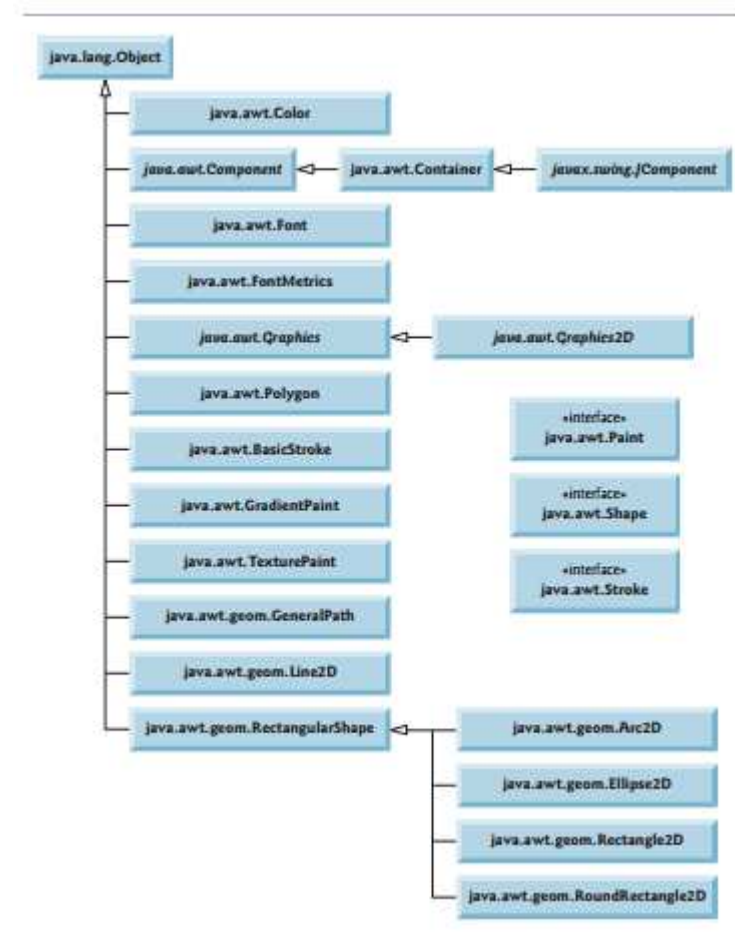 java.lang.Object
java.awt.Color
java.awt.Component
java.awt.Container
javax.swing.JComponent
java.awt.Font
java.awt.FontMetrics
java.awt.Graphics
java.awt.Graphics2D
java.awt.Polygon
«interface»
java.awt.Paint
java.awt.BasicStroke
«interface»
java.awt.Shape
java.awt.GradientPaint
java.awt.TexturePaint
«interface»
java.awt.Stroke
java.awt.geom.GeneralPath
java.awt.geom.Line2D
java.awt.geom.RectangularShape
java.awt.geom.Arc2D
java.awt.geom.Ellipse2D
java.awt.geom.Rectangle2D
java.awt.geom.RoundRectangle2D